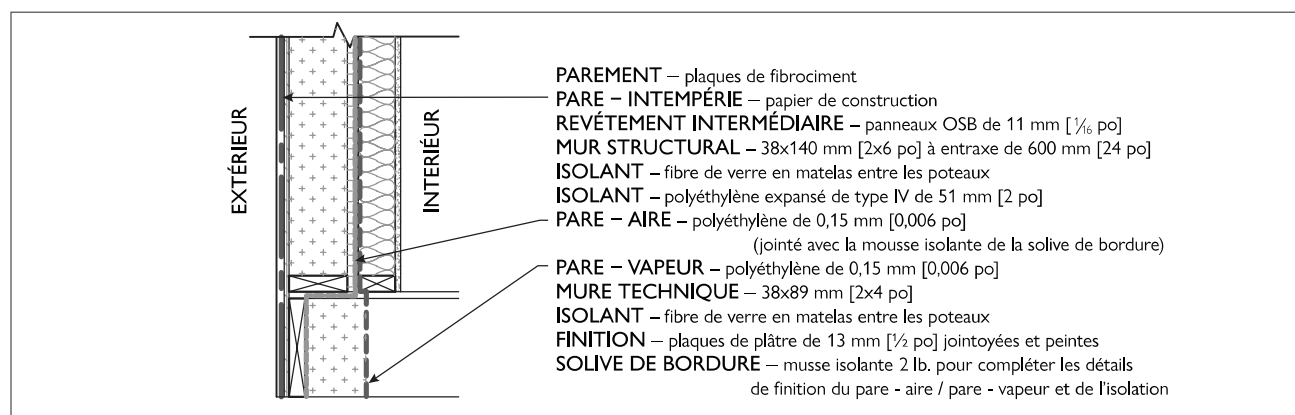 EXTÉRIEUR
INTERIÉUR
PAREMENT – plaques de fibrociment
PARE – INTEMPÉRIE – papier de construction
REVÉTEMENT INTERMÉDIAIRE – panneaux OSB de 11 mm [1⁄16 po]
MUR STRUCTURAL – 38x140 mm [2x6 po] à entraxe de 600 mm [24 po]
ISOLANT – fibre de verre en matelas entre les poteaux
ISOLANT – polyéthylène expansé de type IV de 51 mm [2 po]
PARE – AIRE – polyéthylène de 0,15 mm [0,006 po]
(jointé avec la mousse isolante de la solive de bordure)
PARE – VAPEUR – polyéthylène de 0,15 mm [0,006 po]
MURE TECHNIQUE – 38x89 mm [2x4 po]
ISOLANT – fibre de verre en matelas entre les poteaux
FINITION – plaques de plâtre de 13 mm [½ po] jointoyées et peintes
SOLIVE DE BORDURE – musse isolante 2 lb. pour compléter les détails
de finition du pare - aire / pare - vapeur et de l'isolation